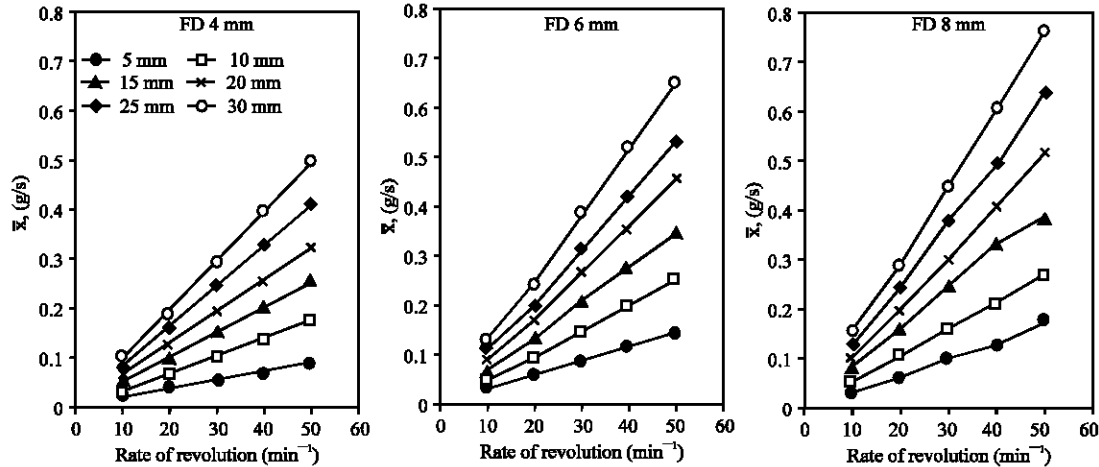 FD 4 mm
0.8
0.7
0.6
0.5
0.4
0.3
0.2
0.1
0
x̄, (g/s)
5 mm
10 mm
15 mm
20 mm
25 mm
30 mm
0 10 20 30 40 50 60
Rate of revolution (min⁻¹)
FD 6 mm
0.8
0.7
0.6
0.5
0.4
0.3
0.2
0.1
0
x̄, (g/s)
0 10 20 30 40 50 60
Rate of revolution (min⁻¹)
FD 8 mm
0.8
0.7
0.6
0.5
0.4
0.3
0.2
0.1
0
x̄, (g/s)
0 10 20 30 40 50 60
Rate of revolution (min⁻¹)